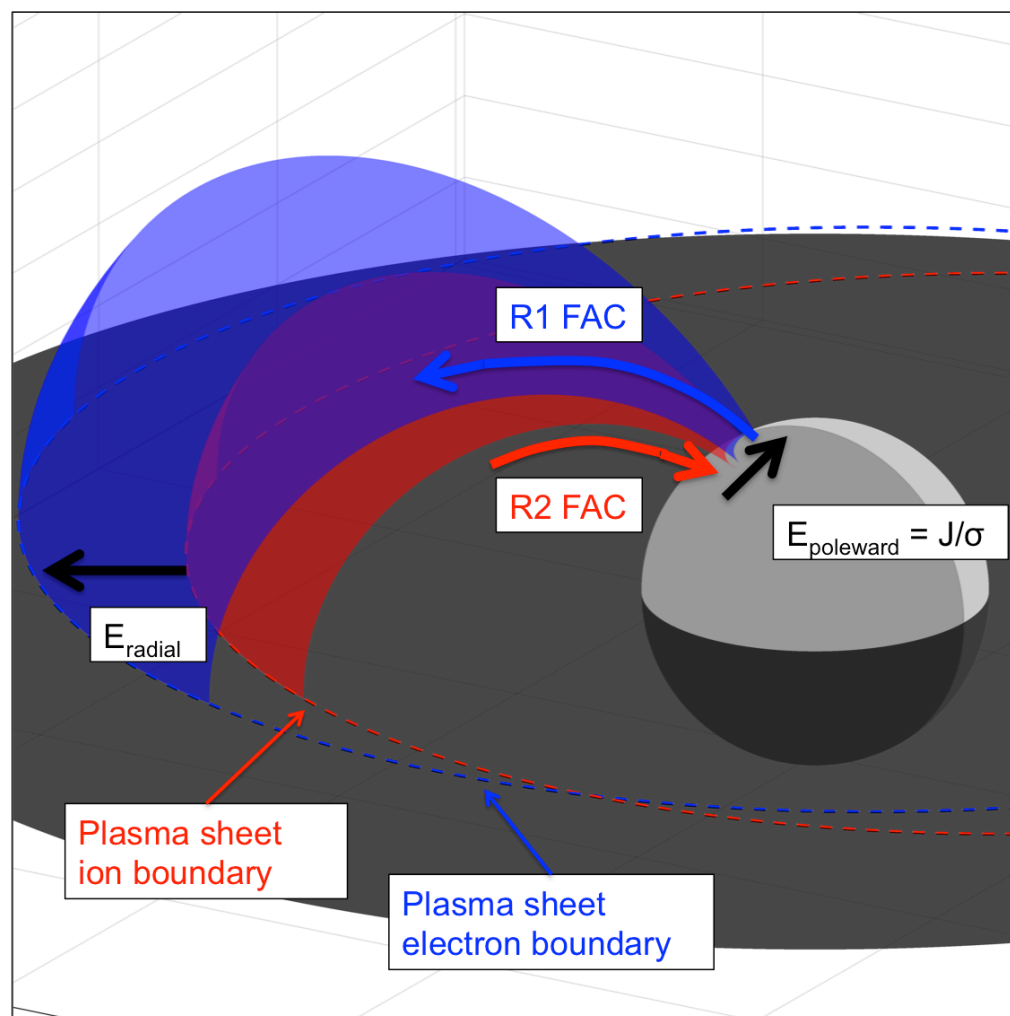 R1 FAC
R2 FAC
E_poleward = J/σ
E_radial
Plasma sheet
ion boundary
Plasma sheet
electron boundary